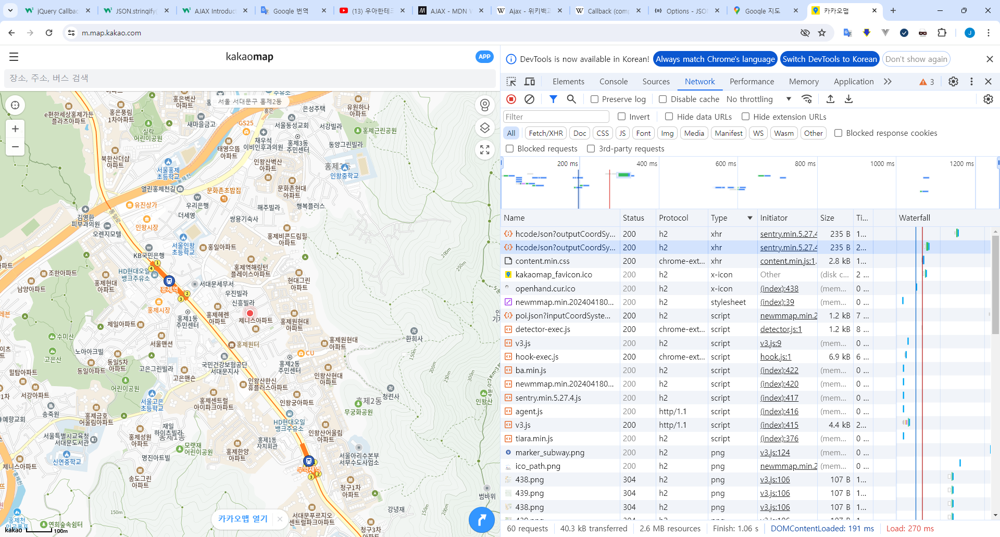 jQuery Callbac
JSON.stringify(
AJAX Introduct
Google 번역
(13) 우아한테크
AJAX - MDN W
Ajax - 위키백과
Callback (comp
Options - JSON
Google 지도
카카오맵
m.map.kakao.com
kakaomap
APP
장소, 주소, 버스 검색
서울 서대문구 홍제2동
홍은벽산
아파트
e편한세상홍제가든
플라츠아파트
홍은풍림
1차아파트
새마을금고
실락
어린이공원
GS25
서울동성교회
은성주택
서강빌라
유원하나
아파트
홍제근린공원
채우석
이비인후과의원
홍제3동
주민센터
동양그린빌라
태영으뜸
아파트
북한산더샵
아파트
인왕산벽산
아파트
홍제3동
인왕중학교
서울홍제
초등학교
홍제천
열린홍제천길
문화촌현대
아파트
문화촌초밥집
우리은행
더세영
해주빌라
행복플러스
유진상가
통일로
쌍용기숙사
김영환
피부과의원
인왕시장
오렌지모텔
서울인왕
초등학교
홍일아파트
홍제비콘드림힐
아파트
KB국민은행
HD현대오일
뱅크주유소
홍제역해링턴
플레이스아파트
조한아파트
홍제현대
아파트
남양아파트
서대문세무서
현대그린
아파트
홍제역
우진빌라
신흥빌라
홍제시장
홍제1동
주민센터
홍제헤렌
아파트
제니스아파트
홍제원현대
아파트
제일아파트
수미산
서울맨션
홍제원터
홍제원현대
아파트
환희사
노아아크빌
고은산
동일5차
아파트
동일아파트
고은그린빌라
국민건강보험공단
서대문지사
CU
홍제2동
주민센터
힐탑아파트
고은맨숀
인왕산현대
아파트
인왕산한신
휴플러스아파트
어린이공원
서강아파트
서울고은
초등학교
홍제센트럴
아이파크아파트
인왕궁아파트
홍제2동
청련사
무궁화공원
인왕산
송죽원
예향교회
홍제금호
어울림아파트
HD현대오일
뱅크주유소
재일
하이츠빌라
서울특별시교육청
서대문도서관
홍제성원
아파트
홍제1동
자치회관
인왕산어울림
아파트
모랫재
어린이공원
신연중학교
명진아트빌
홍제한양
아파트
서울아리수본부
서부수도사업소
제니스아파트
무악재역
송도그린
아파트
청구1차
아파트
범바위
강녕재
카카오맵 열기
서대문푸르지오
센트럴파크아파트
청구3차
아파트
홍제천
인공폭포
연희숲속쉼터
150m
200m
250m
300m
kakao
100m
DevTools is now available in Korean!
Always match Chrome's language
Switch DevTools to Korean
Don't show again
Elements
Console
Sources
Network
Performance
Memory
Application
3
Preserve log
Disable cache
No throttling
Filter
Invert
Hide data URLs
Hide extension URLs
All
Fetch/XHR
Doc
CSS
JS
Font
Img
Media
Manifest
WS
Wasm
Other
Blocked response cookies
Blocked requests
3rd-party requests
200 ms
400 ms
600 ms
800 ms
1000 ms
1200 ms
Name Status Protocol Type Initiator Size Ti... Waterfall
hcodeJson?outputCoordSy... 200 h2 xhr sentry.min.5.27.4 235 B 1...
hcodeJson?outputCoordSy... 200 h2 xhr sentry.min.5.27.4 235 B 2...
content.min.css 200 chrome-ext... xhr content.min.js:1 2.8 kB 1...
kakaomap_favicon.ico 200 h2 x-icon Other (disk c... 2 ...
openhand.cur.ico 200 h2 x-icon (index):438 (mem... 0 ...
newmmap.min.202404180... 200 h2 stylesheet (index):39 (mem... 0 ...
poi.json?inputCoordSyste... 200 h2 script newmmap.min.2 1.2 kB 7 ...
detector-exec.js 200 chrome-ext... script detector.js:1 1.2 kB 8 ...
v3.js 200 h2 script v3.js:9 (mem... 0 ...
hook-exec.js 200 chrome-ext... script hook.js:1 6.9 kB 6 ...
ba.min.js 200 h2 script (index):422 (mem... 0 ...
newmmap.min.202404180... 200 h2 script (index):420 (mem... 0 ...
sentry.min.5.27.4.js 200 h2 script (index):417 (mem... 0 ...
agent.js 200 http/1.1 script (index):416 (mem... 0 ...
v3.js 200 http/1.1 script (index):415 4.4 kB 2...
tiara.min.js 200 h2 script (index):376 (mem... 0 ...
marker_subway.png 200 h2 png v3.js:124 (mem... 0 ...
ico_path.png 200 h2 png newmmap.min.2 (mem... 0 ...
438.png 304 h2 png v3.js:106 107 B 1...
439.png 304 h2 png v3.js:106 107 B 1...
438.png 304 h2 png v3.js:106 107 B 1...
60 requests
40.3 kB transferred
2.6 MB resources
Finish: 1.06 s
DOMContentLoaded: 191 ms
Load: 270 ms